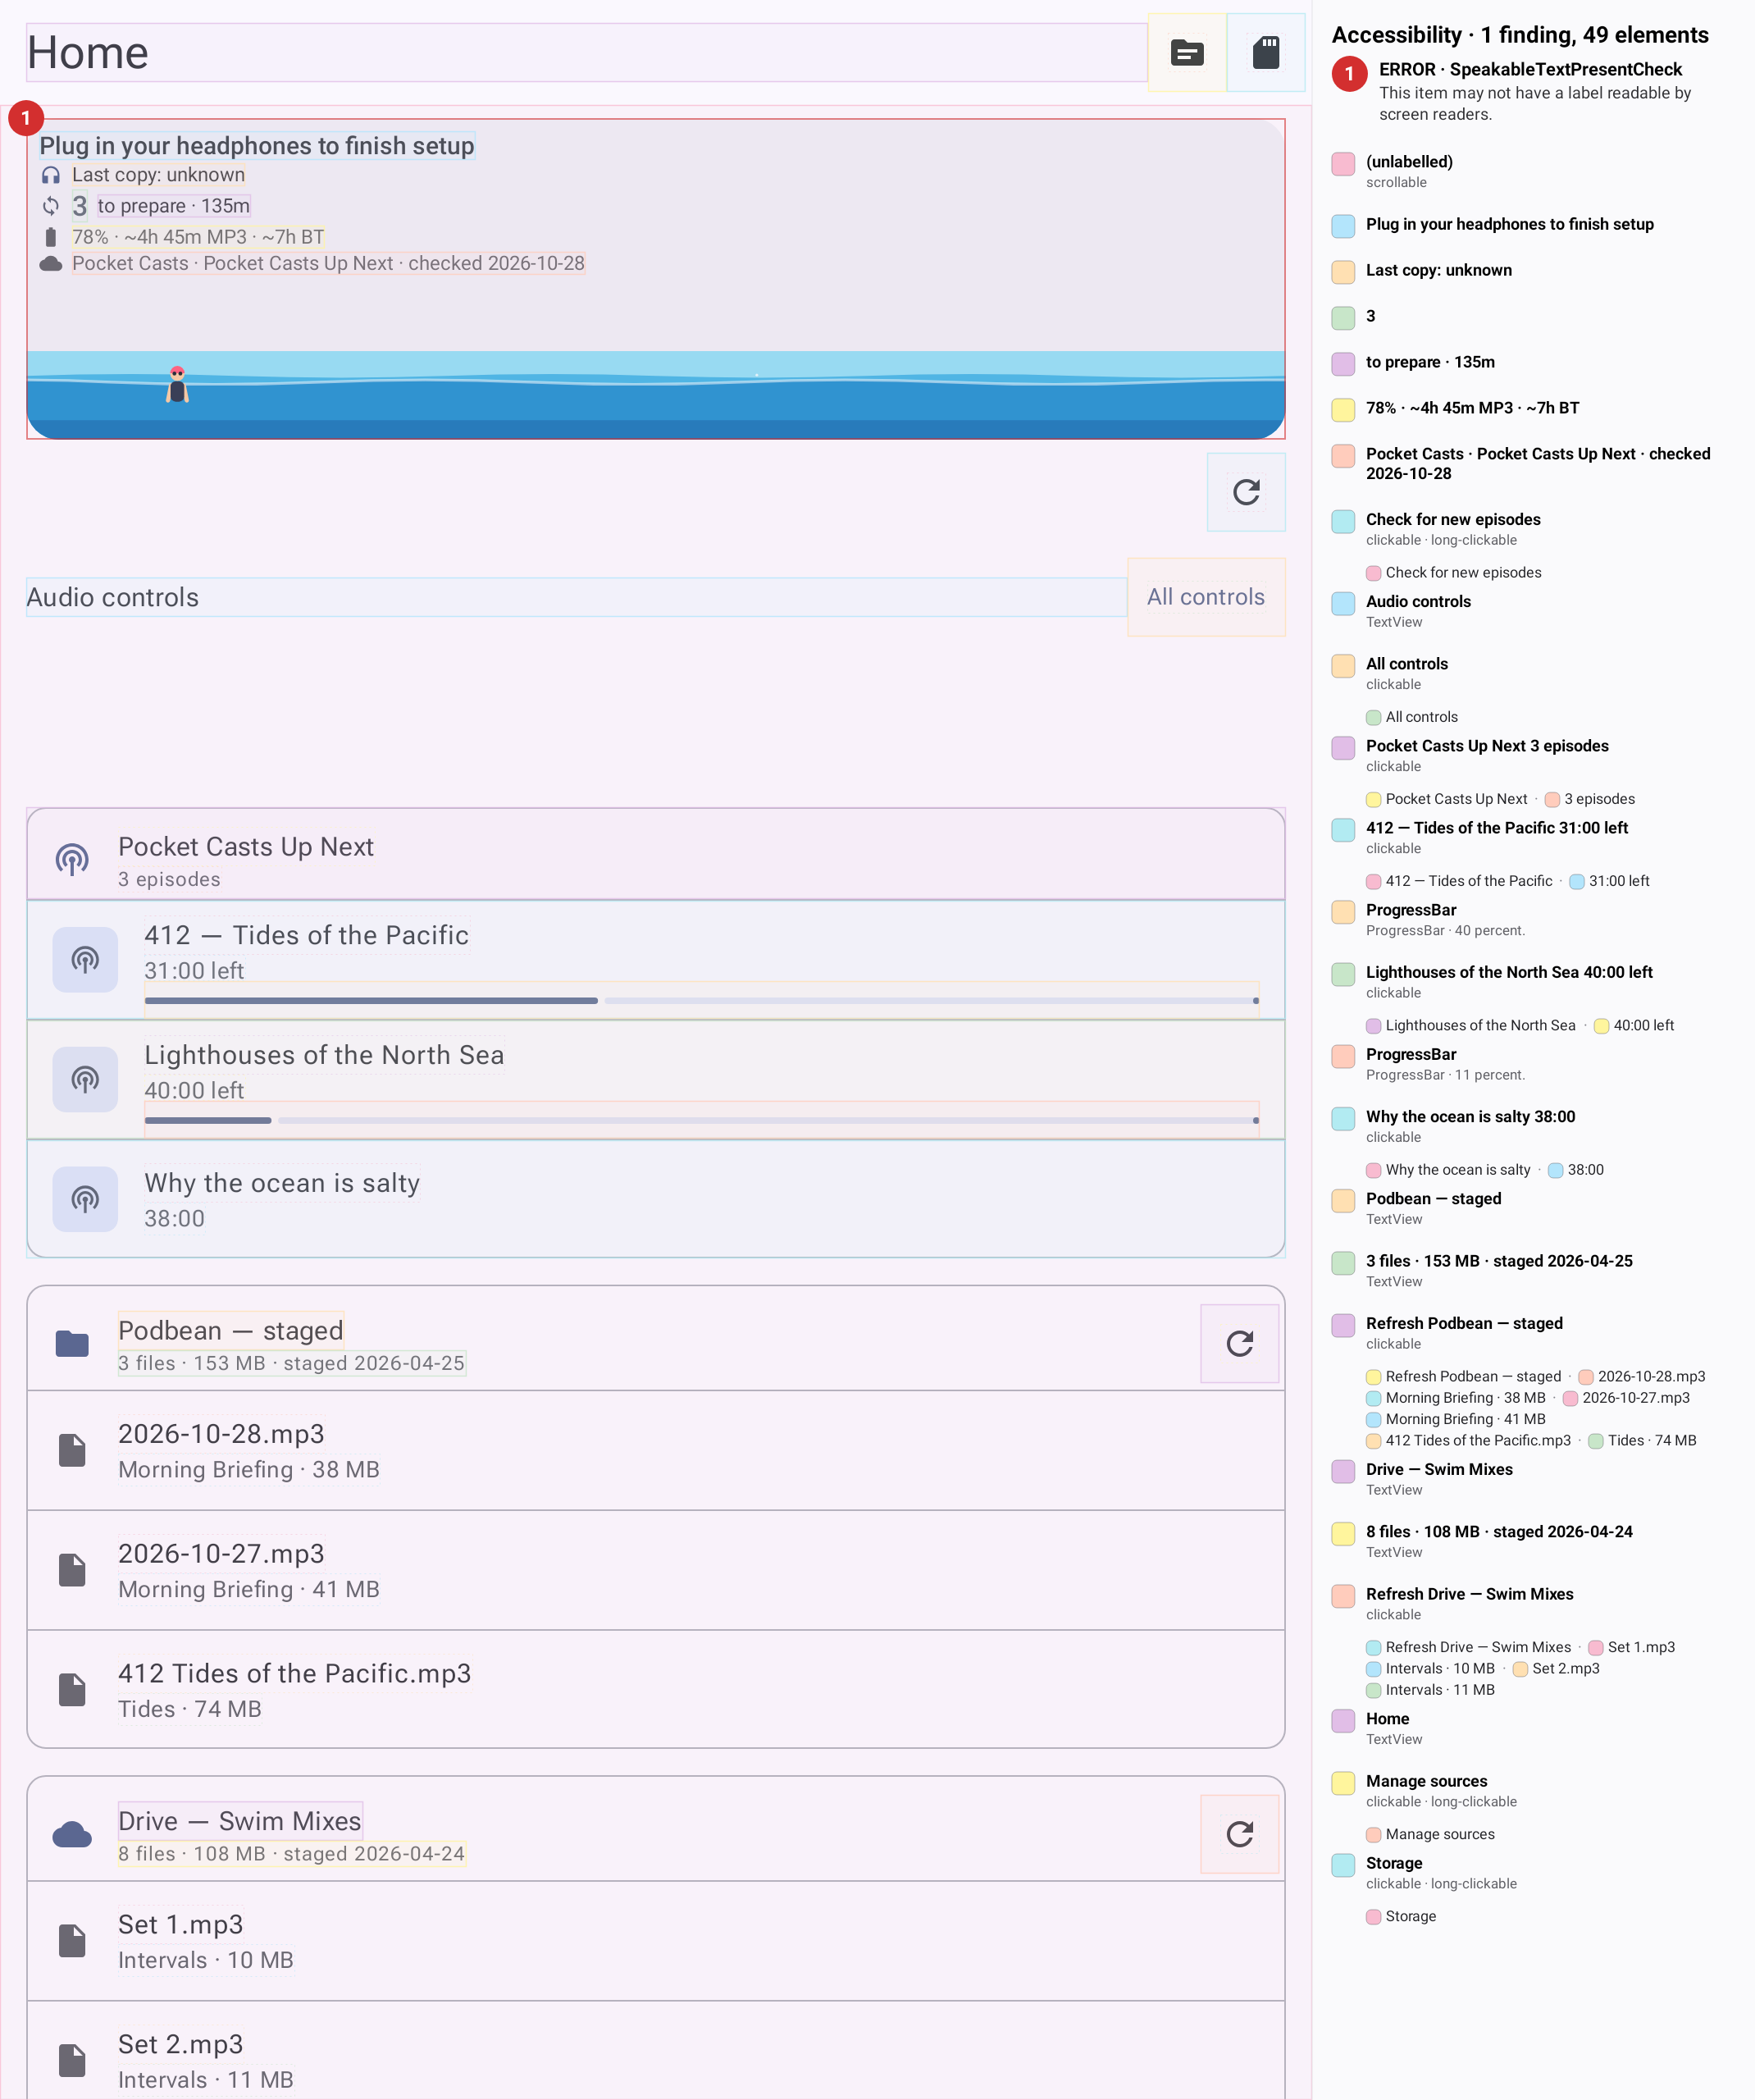 Home
1
Plug in your headphones to finish setup
Last copy: unknown
3 to prepare · 135m
78% · ~4h 45m MP3 · ~7h BT
Pocket Casts · Pocket Casts Up Next · checked 2026-10-28
Audio controls
All controls
Pocket Casts Up Next
3 episodes
412 — Tides of the Pacific
31:00 left
Lighthouses of the North Sea
40:00 left
Why the ocean is salty
38:00
Podbean — staged
3 files · 153 MB · staged 2026-04-25
2026-10-28.mp3
Morning Briefing · 38 MB
2026-10-27.mp3
Morning Briefing · 41 MB
412 Tides of the Pacific.mp3
Tides · 74 MB
Drive — Swim Mixes
8 files · 108 MB · staged 2026-04-24
Set 1.mp3
Intervals · 10 MB
Set 2.mp3
Intervals · 11 MB
Accessibility · 1 finding, 49 elements
1 ERROR · SpeakableTextPresentCheck
This item may not have a label readable by
screen readers.
(unlabelled)
scrollable
Plug in your headphones to finish setup
Last copy: unknown
3
to prepare · 135m
78% · ~4h 45m MP3 · ~7h BT
Pocket Casts · Pocket Casts Up Next · checked
2026-10-28
Check for new episodes
clickable · long-clickable
Check for new episodes
Audio controls
TextView
All controls
clickable
All controls
Pocket Casts Up Next 3 episodes
clickable
Pocket Casts Up Next · 3 episodes
412 — Tides of the Pacific 31:00 left
clickable
412 — Tides of the Pacific · 31:00 left
ProgressBar
ProgressBar · 40 percent.
Lighthouses of the North Sea 40:00 left
clickable
Lighthouses of the North Sea · 40:00 left
ProgressBar
ProgressBar · 11 percent.
Why the ocean is salty 38:00
clickable
Why the ocean is salty · 38:00
Podbean — staged
TextView
3 files · 153 MB · staged 2026-04-25
TextView
Refresh Podbean — staged
clickable
Refresh Podbean — staged · 2026-10-28.mp3
Morning Briefing · 38 MB · 2026-10-27.mp3
Morning Briefing · 41 MB
412 Tides of the Pacific.mp3 · Tides · 74 MB
Drive — Swim Mixes
TextView
8 files · 108 MB · staged 2026-04-24
TextView
Refresh Drive — Swim Mixes
clickable
Refresh Drive — Swim Mixes · Set 1.mp3
Intervals · 10 MB · Set 2.mp3
Intervals · 11 MB
Home
TextView
Manage sources
clickable · long-clickable
Manage sources
Storage
clickable · long-clickable
Storage